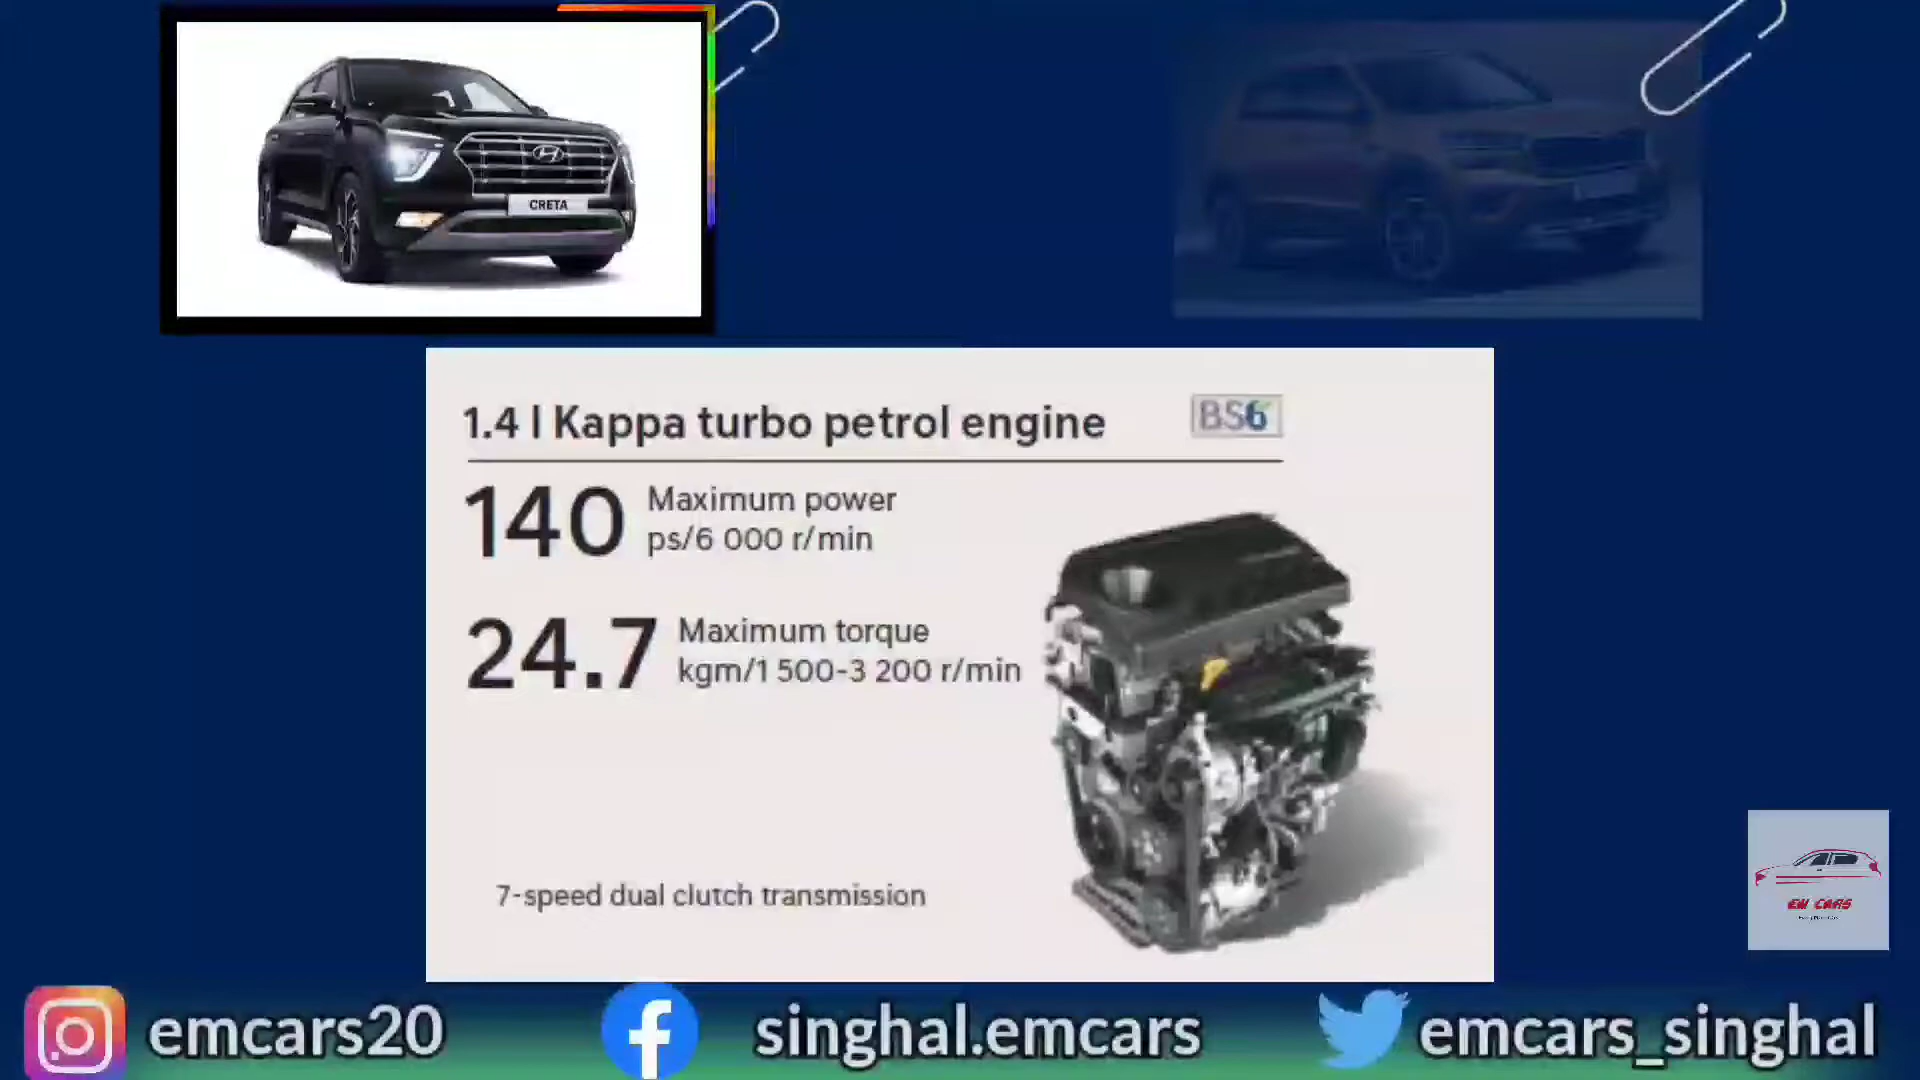 CRETA
1.4 l Kappa turbo petrol engine
BS6
140
Maximum power
ps/6 000 r/min
24.7
Maximum torque
kgm/1 500-3 200 r/min
7-speed dual clutch transmission
EM CARS
emcars20
singhal.emcars
emcars_singhal